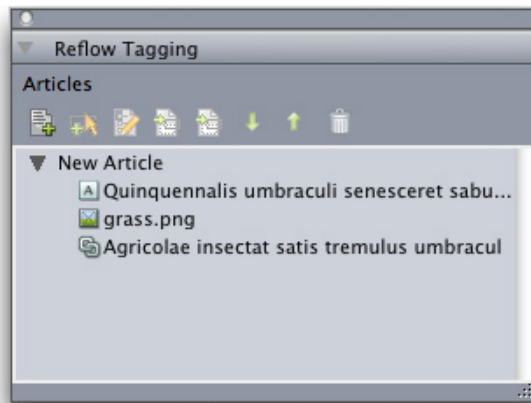 Reflow Tagging
Articles
New Article
A
Quinquennalis umbraculi senesceret sabu...
grass.png
Agricolae insectat satis tremulus umbracul